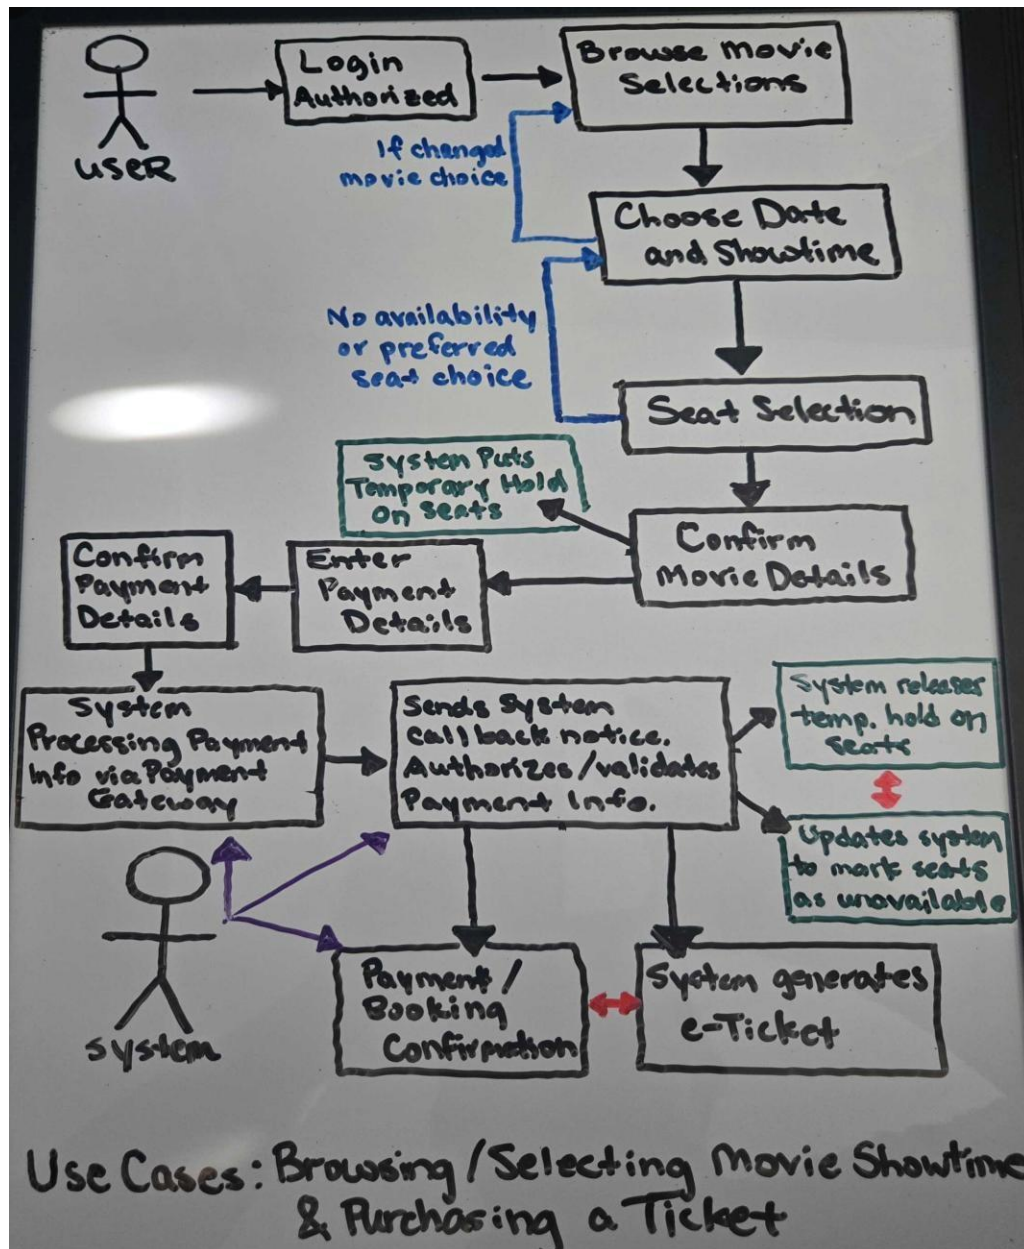 USER
Login
Authorized
Browse Movie
Selections
If changed
movie choice
Choose Date
and Showtime
No availability
or preferred
seat choice
Seat Selection
System Puts
Temporary Hold
on Seats
Confirm
Movie Details
Enter
Payment
Details
Confirm
Payment
Details
System
Processing Payment
Info via Payment
Gateway
Sends System
Callback notice.
Authorizes/validates
Payment Info.
System releases
temp. hold on
seats
Updates system
to mark seats
as unavailable
System
Payment /
Booking
Confirmation
System generates
e-Ticket
Use Cases: Browsing/Selecting Movie Showtime
& Purchasing a Ticket